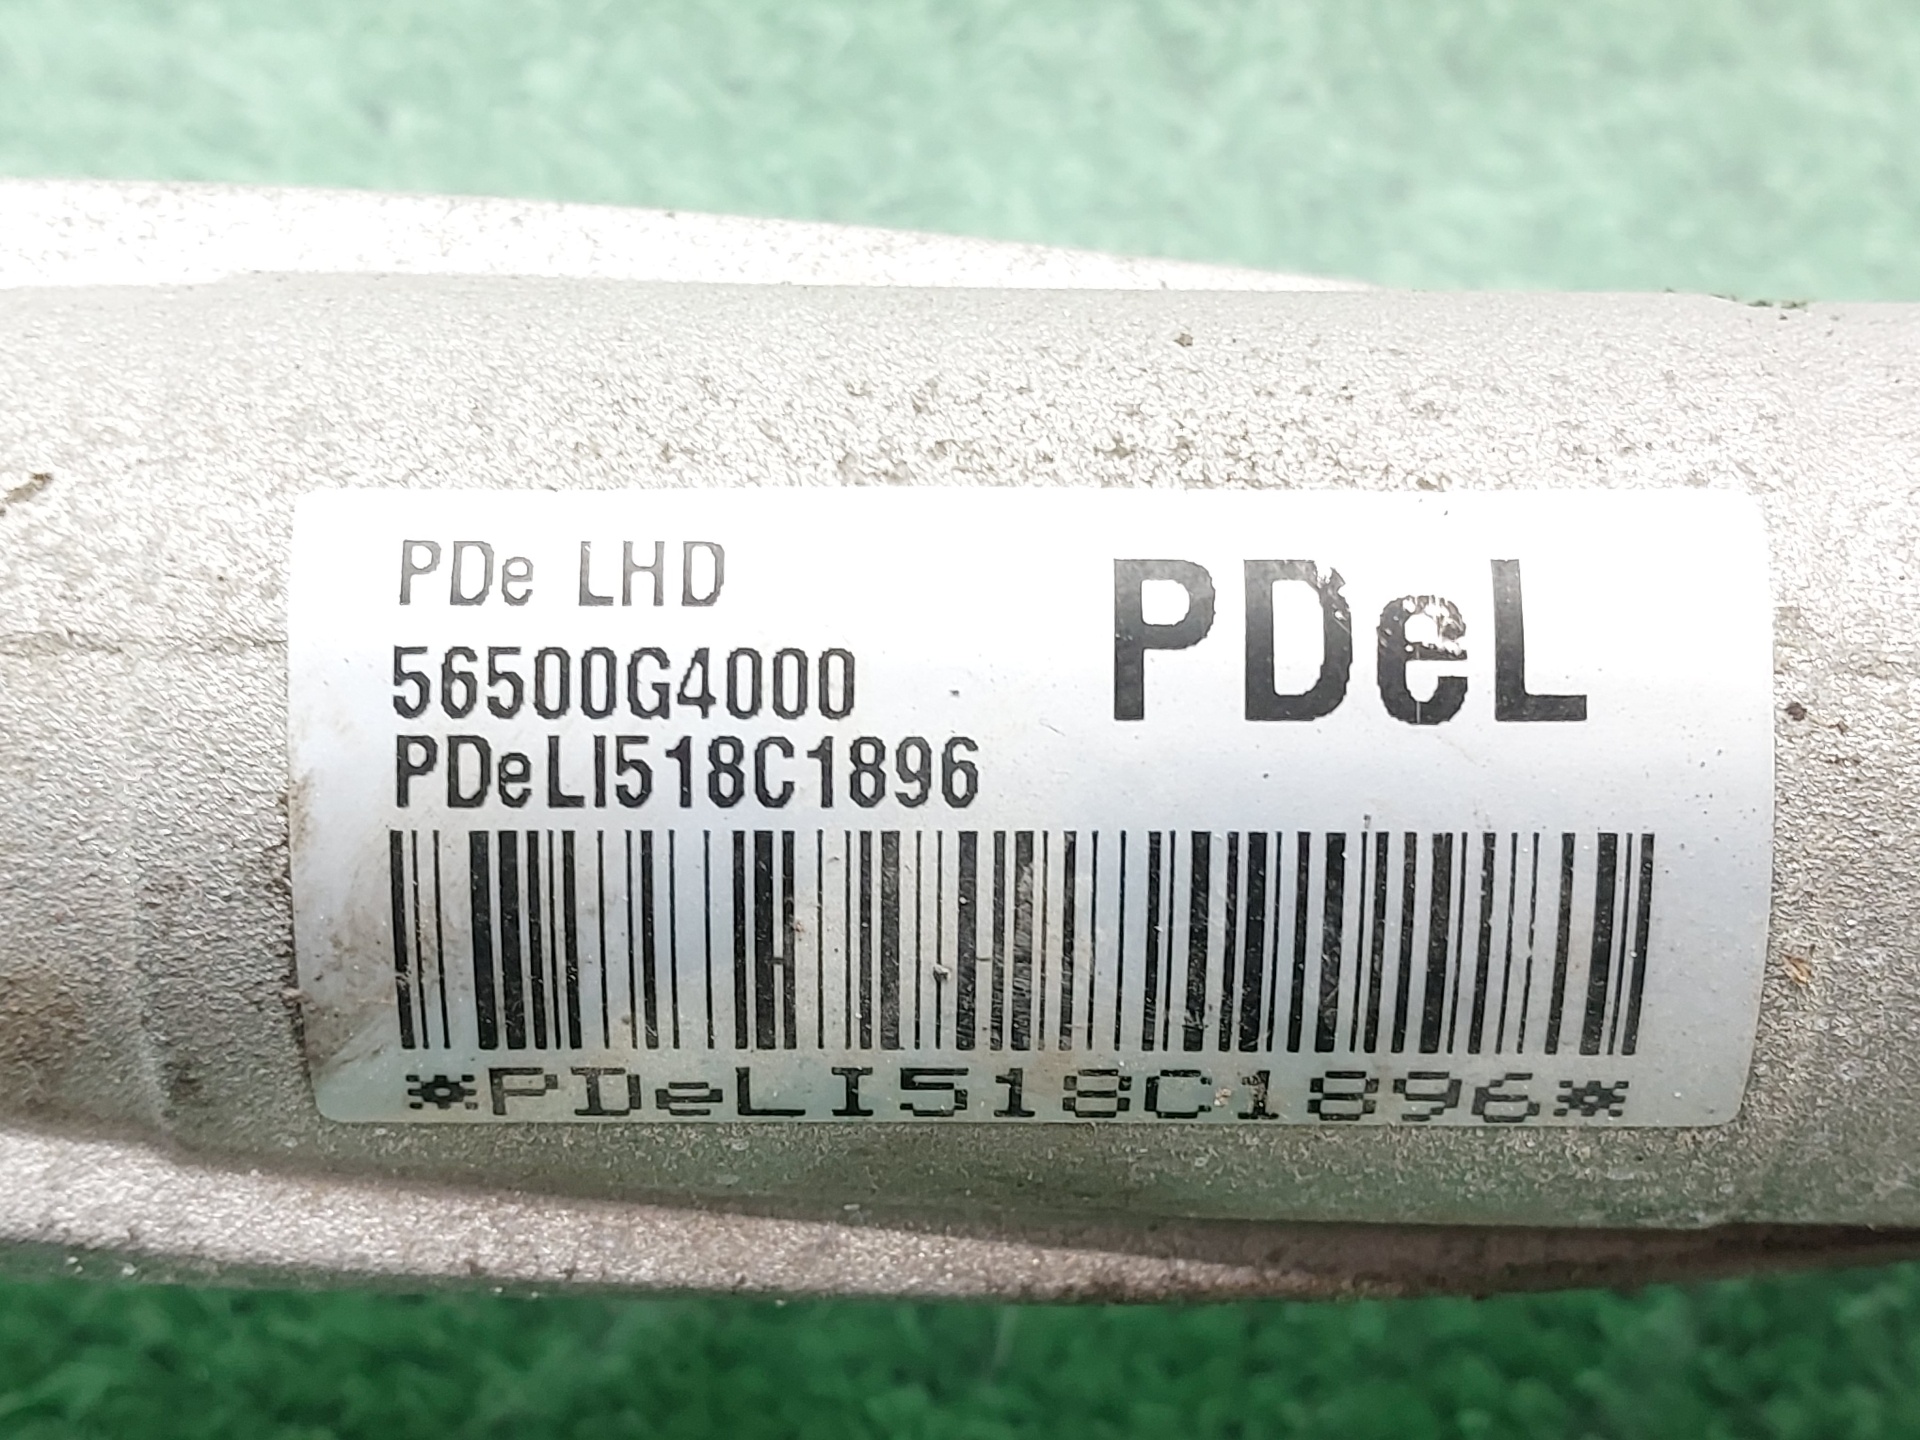 PDe LHD
PDeL
56500G4000
PDeLI518C1896
*PDeLI518C1896*